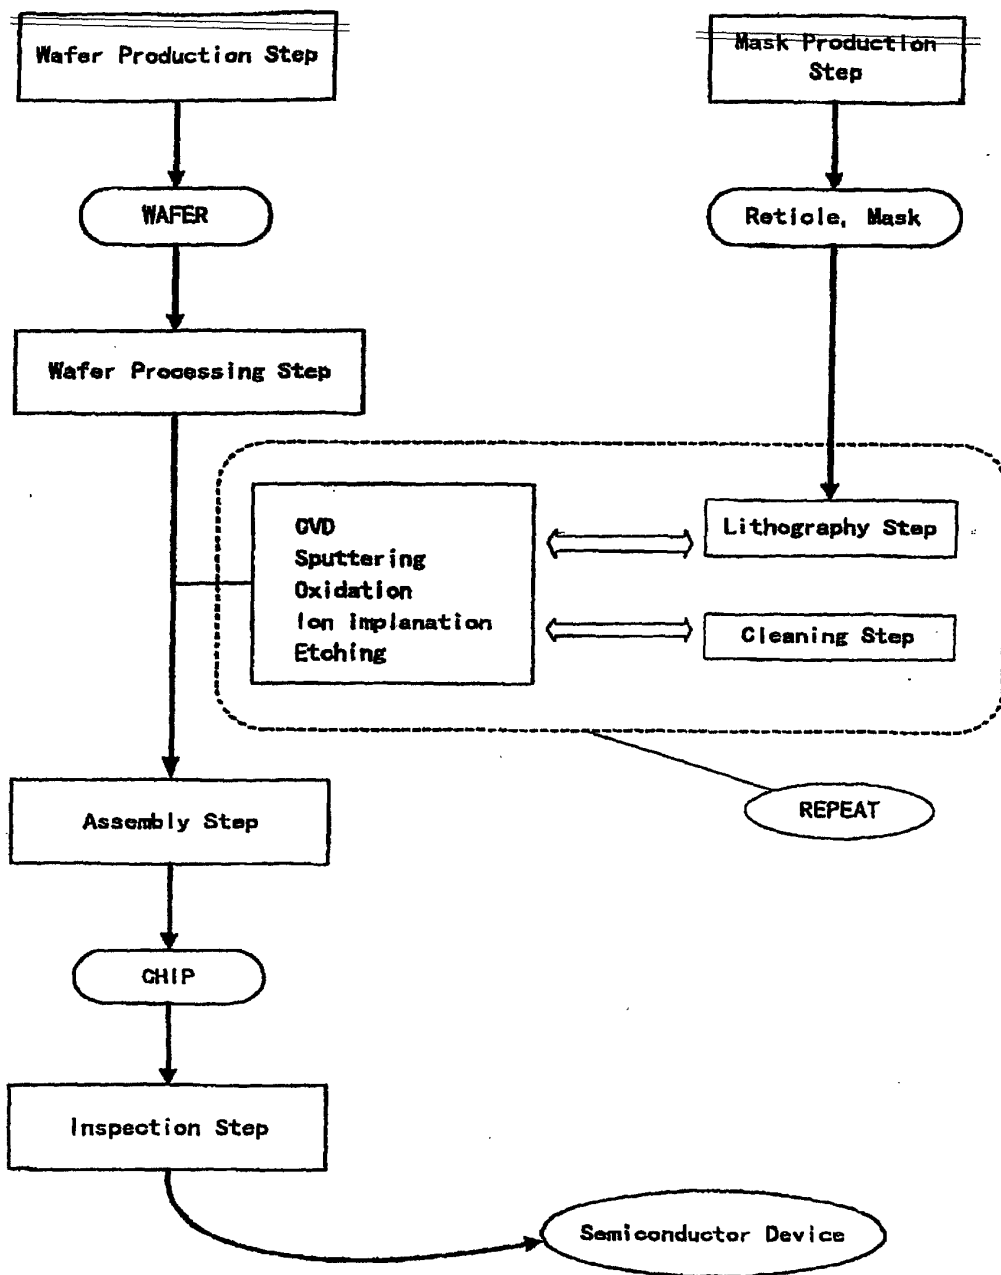 Wafer Production Step
Mask Production
Step
WAFER
Reticle, Mask
Wafer Processing Step
CVD
Sputtering
Oxidation
Ion implanation
Etching
Lithography Step
Cleaning Step
REPEAT
Assembly Step
CHIP
Inspection Step
Semiconductor Device